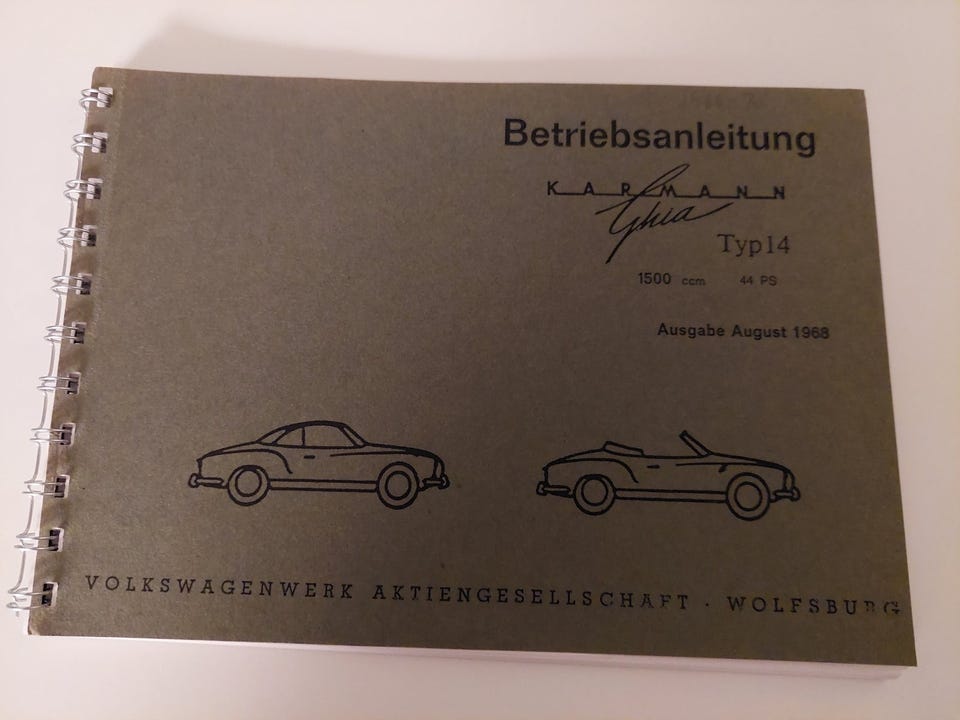 Betriebsanleitung
KARMANN
Ghia
Typ14
1500 ccm 44 PS
Ausgabe August 1968
VOLKSWAGENWERK AKTIENGESELLSCHAFT · WOLFSBURG